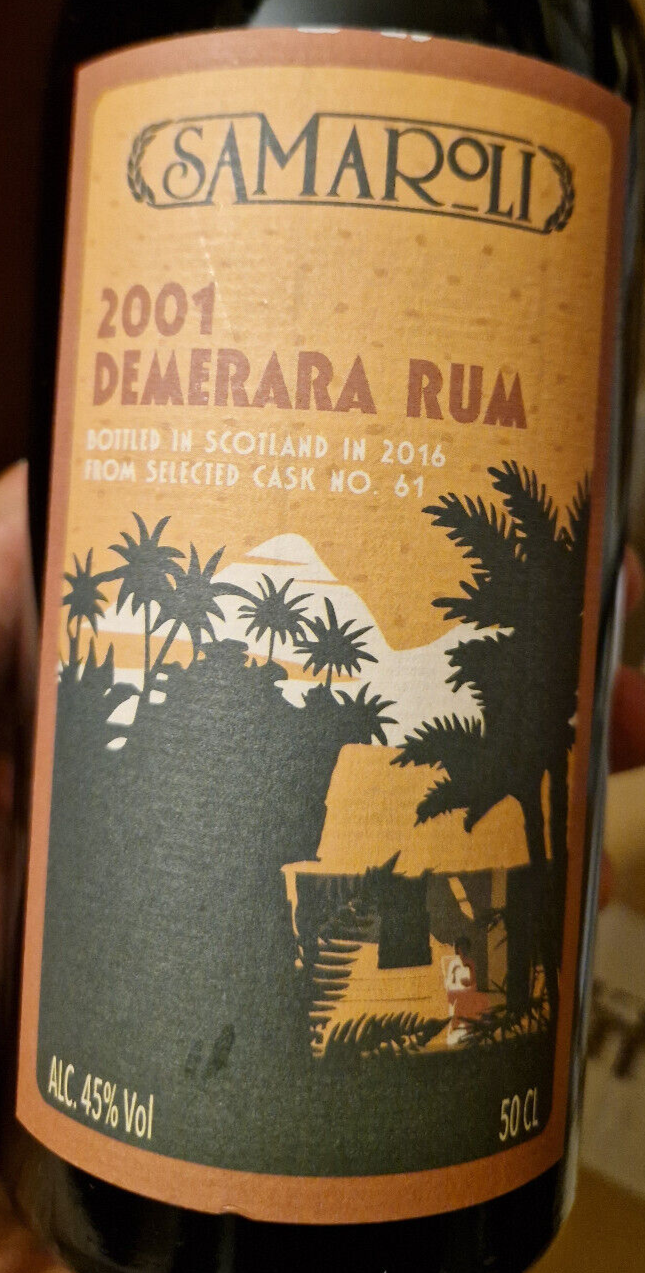 SAMAROLI
2001
DEMERARA RUM
BOTTLED IN SCOTLAND IN 2016
FROM SELECTED CASK NO. 61
ALC. 45% Vol
50 CL